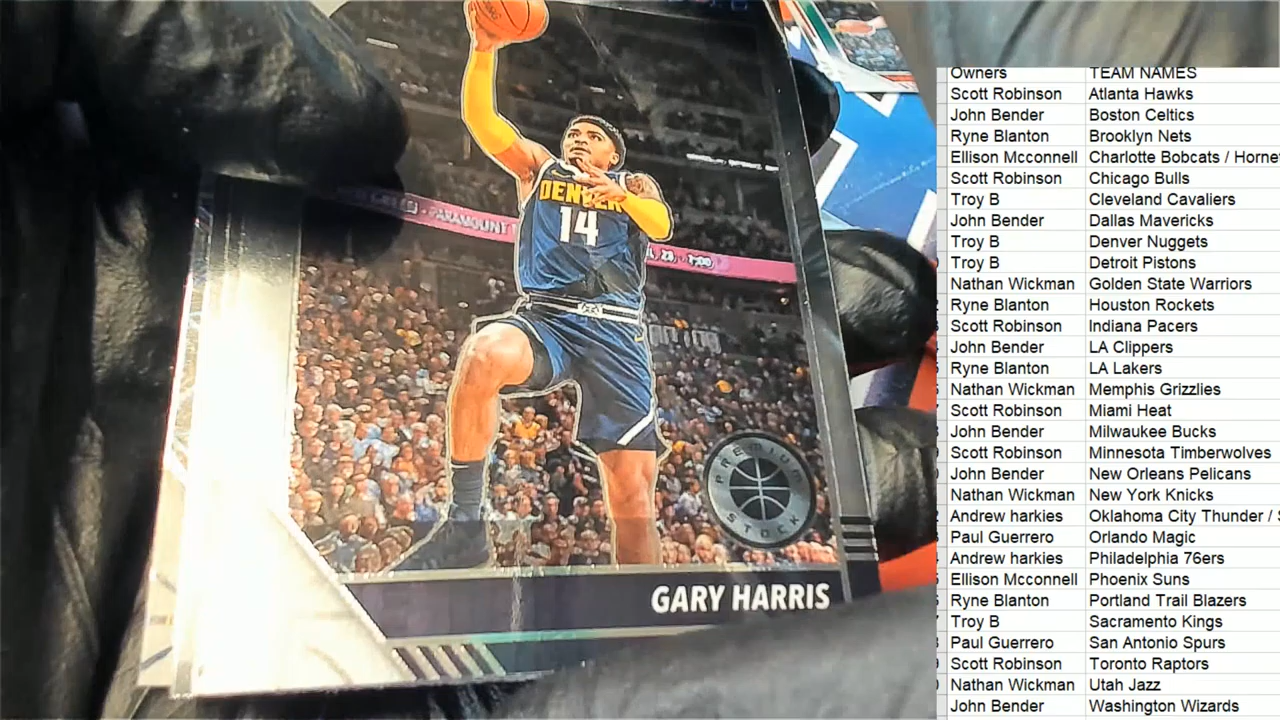 PARAMOUNT
L, 23, - 7:00
DENVER
14
PREMIUM
STOCK
GARY HARRIS
Owners TEAM NAMES
Scott Robinson Atlanta Hawks
John Bender Boston Celtics
Ryne Blanton Brooklyn Nets
Ellison Mcconnell Charlotte Bobcats / Horne
Scott Robinson Chicago Bulls
Troy B Cleveland Cavaliers
John Bender Dallas Mavericks
Troy B Denver Nuggets
Troy B Detroit Pistons
Nathan Wickman Golden State Warriors
Ryne Blanton Houston Rockets
Scott Robinson Indiana Pacers
John Bender LA Clippers
Ryne Blanton LA Lakers
Nathan Wickman Memphis Grizzlies
Scott Robinson Miami Heat
John Bender Milwaukee Bucks
Scott Robinson Minnesota Timberwolves
John Bender New Orleans Pelicans
Nathan Wickman New York Knicks
Andrew harkies Oklahoma City Thunder /
Paul Guerrero Orlando Magic
Andrew harkies Philadelphia 76ers
Ellison Mcconnell Phoenix Suns
Ryne Blanton Portland Trail Blazers
Troy B Sacramento Kings
Paul Guerrero San Antonio Spurs
Scott Robinson Toronto Raptors
Nathan Wickman Utah Jazz
John Bender Washington Wizards